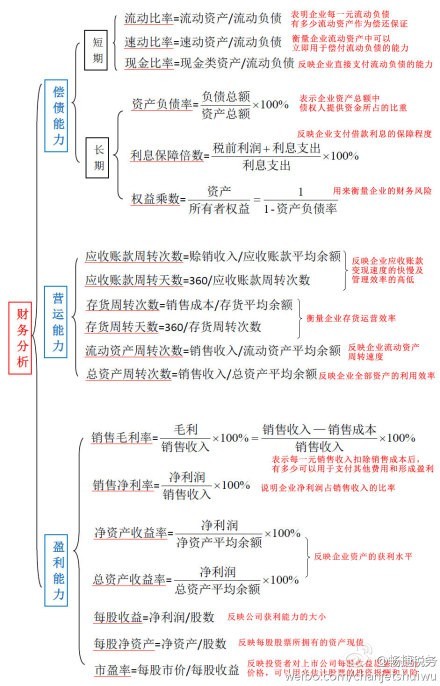 财务分析
偿债能力
短期
流动比率=流动资产/流动负债
表明企业每一元流动负债
有多少流动资产作为偿还保证
速动比率=速动资产/流动负债
衡量企业流动资产中可以
立即用于偿付流动负债的能力
现金比率=现金类资产/流动负债
反映企业直接支付流动负债的能力
长期
资产负债率=负债总额/资产总额×100%
表示企业资产总额中
债权人提供资金所占的比重
反映企业支付借款利息的保障程度
利息保障倍数=税前利润+利息支出/利息支出×100%
权益乘数=资产/所有者权益=1/1-资产负债率
用来衡量企业的财务风险
营运能力
应收账款周转次数=赊销收入/应收账款平均余额
应收账款周转天数=360/应收账款周转次数
反映企业应收账款
变现速度的快慢及
管理效率的高低
存货周转次数=销售成本/存货平均余额
存货周转天数=360/存货周转次数
衡量企业存货运营效率
流动资产周转次数=销售收入/流动资产平均余额
反映企业流动资产
周转速度
总资产周转次数=销售收入/总资产平均余额
反映企业全部资产的利用效率
盈利能力
销售毛利率=毛利/销售收入×100%=销售收入—销售成本/销售收入×100%
表示每一元销售收入扣除销售成本后,
有多少可以用于支付其他费用和形成盈利
销售净利率=净利润/销售收入×100%
说明企业净利润占销售收入的比率
净资产收益率=净利润/净资产平均余额×100%
总资产收益率=净利润/总资产平均余额×100%
反映企业资产的获利水平
每股收益=净利润/股数
反映公司获利能力的大小
每股净资产=净资产/股数
反映每股股票所拥有的资产现值
市盈率=每股市价/每股收益
反映投资者对上市公司每股收益
价格,可以用来估计股票的投资报酬和风险
@畅捷税务
weibo.com/chanjetshuiwu